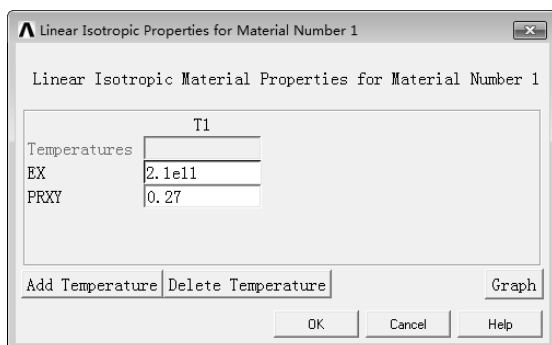 Linear Isotropic Properties for Material Number 1
Linear Isotropic Material Properties for Material Number 1
T1
Temperatures
EX 2.1e11
PRXY 0.27
Add Temperature Delete Temperature Graph
OK Cancel Help